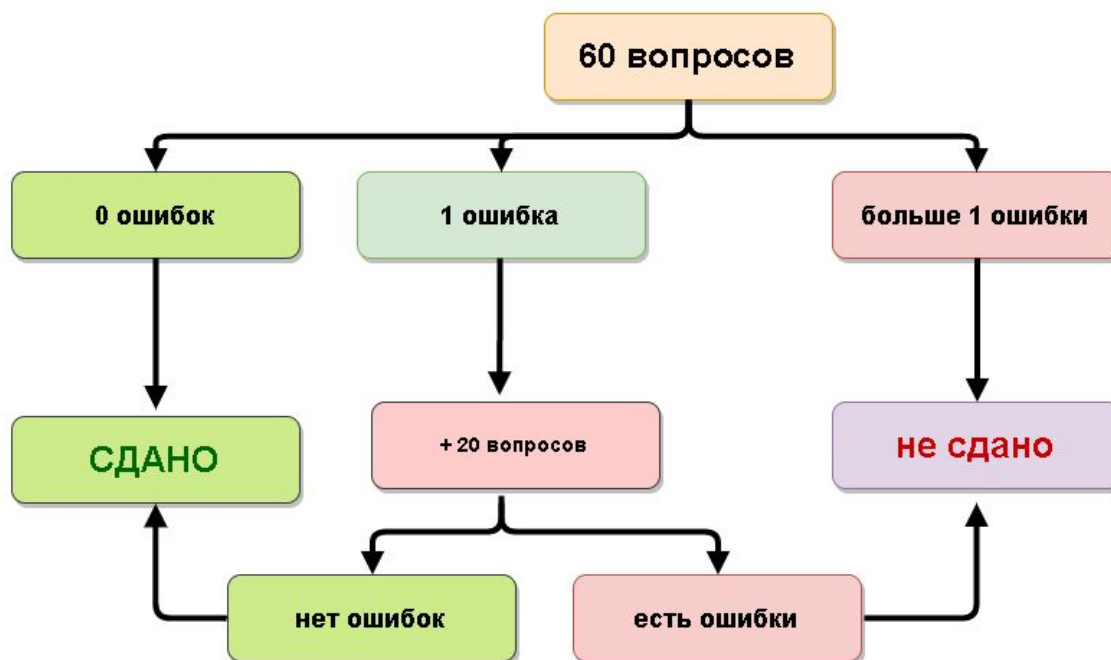 60 вопросов
0 ошибок
1 ошибка
больше 1 ошибки
СДАНО
+ 20 вопросов
не сдано
нет ошибок
есть ошибки